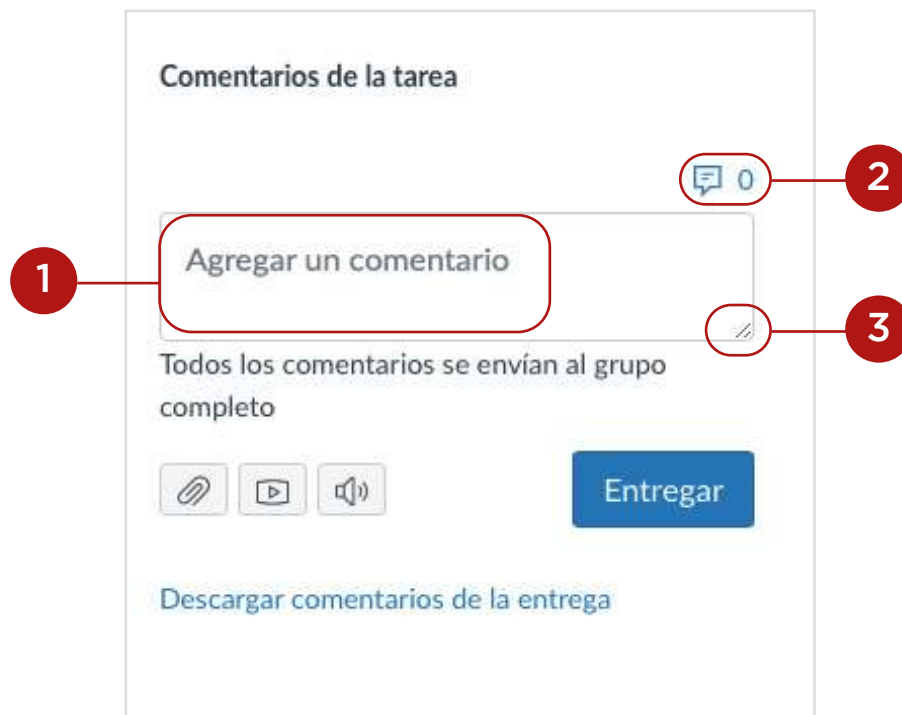 Comentarios de la tarea
0
2
Agregar un comentario
1
3
Todos los comentarios se envían al grupo
completo
Entregar
Descargar comentarios de la entrega